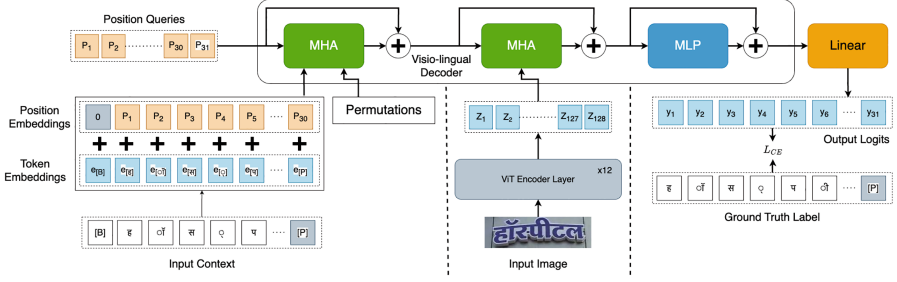 Position Queries
P1 P2 ········· P30 P31
MHA
MHA
MLP
Linear
Visio-lingual
Decoder
Permutations
Position
Embeddings
0 P1 P2 P3 P4 P5 ···· P30
Token
Embeddings
e[B] e[ह] e[ॉ] e[स] e[्] e[प] ···· e[P]
[B] ह ॉ स ् प ···· [P]
Input Context
Z1 Z2 ········· Z127 Z128
ViT Encoder Layer x12
हॉस्पीटल
Input Image
y1 y2 y3 y4 y5 y6 ···· y31
Output Logits
LCE
ह ॉ स ् प ी ···· [P]
Ground Truth Label